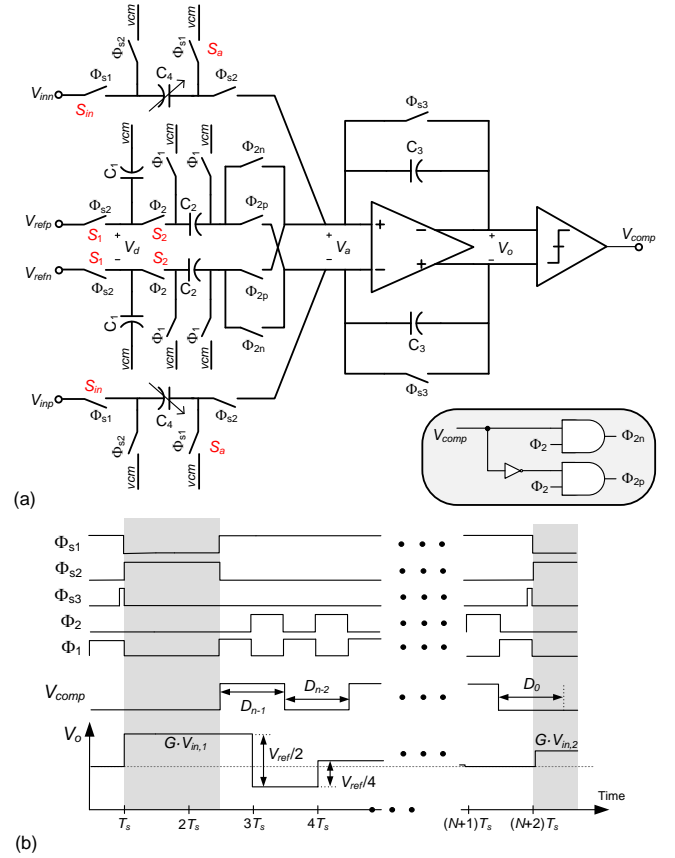 vcm vcm
Φs2 Φs1 Sa
C4
Vinn Φs1 Φs2
Sin Φs3
vcm
C1 Φ1 Φ1 Φ2n C3
C2
Vrefp Φs2 Φ2 Φ2p
+ +
S1 Vd S2 Va Vo Vcomp
S1 S2
Vrefn − − + −
Φs2 Φ2 C2 Φ2p
C1 Φ1 Φ1 Φ2n C3
vcm vcm vcm Φs3
Sin
Vinp Φs1 C4 Φs2
Φs2 Φs1 Sa
vcm vcm
Vcomp Φ2 Φ2n
Φ2 Φ2p
(a)
Φs1
Φs2
Φs3
Φ2
Φ1
Vcomp Dn-1 Dn-2 D0
Vo G·Vin,1 Vref/2 Vref/4 G·Vin,2
Time
Ts 2Ts 3Ts 4Ts (N+1)Ts (N+2)Ts
(b)